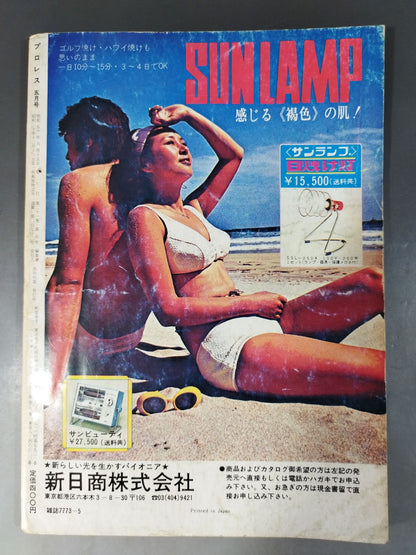 プロレス 五月号
ゴルフ焼け・ハワイ焼けも
思いのまま
一日10分〜15分・3〜4日でOK
SUN LAMP
感じる《褐色》の肌!
〈サンランプ〉
日焼け灯
¥15,500(送料共)
サンビューティ
¥27,500(送料共)
★新らしい光を生かすパイオニア★
新日商株式会社
東京都港区六本木3-8-30〒106 ☎03(404)9421
●商品およびカタログ御希望の方は左記の発
売元へ直接もしくは電話かハガキでお申込
み下さい。又、お急ぎの方は現金書留で直
接お申し込み下さい。
定価四〇〇円
雑誌7773-5
Printed in Japan